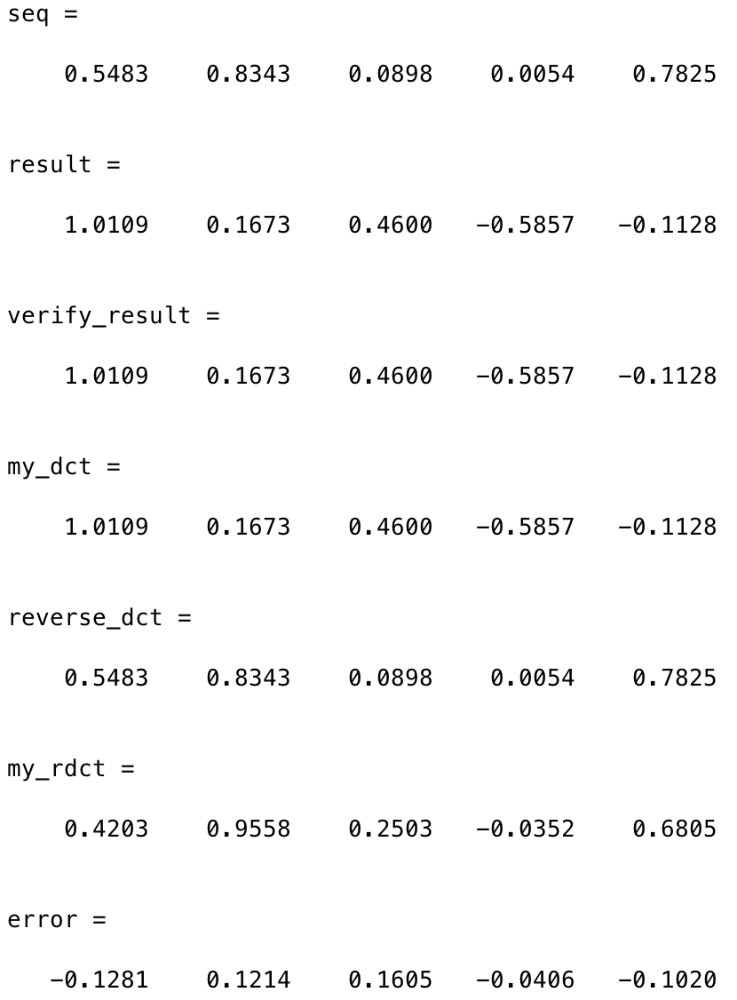 seq =
0.5483 0.8343 0.0898 0.0054 0.7825
result =
1.0109 0.1673 0.4600 −0.5857 −0.1128
verify_result =
1.0109 0.1673 0.4600 −0.5857 −0.1128
my_dct =
1.0109 0.1673 0.4600 −0.5857 −0.1128
reverse_dct =
0.5483 0.8343 0.0898 0.0054 0.7825
my_rdct =
0.4203 0.9558 0.2503 −0.0352 0.6805
error =
−0.1281 0.1214 0.1605 −0.0406 −0.1020